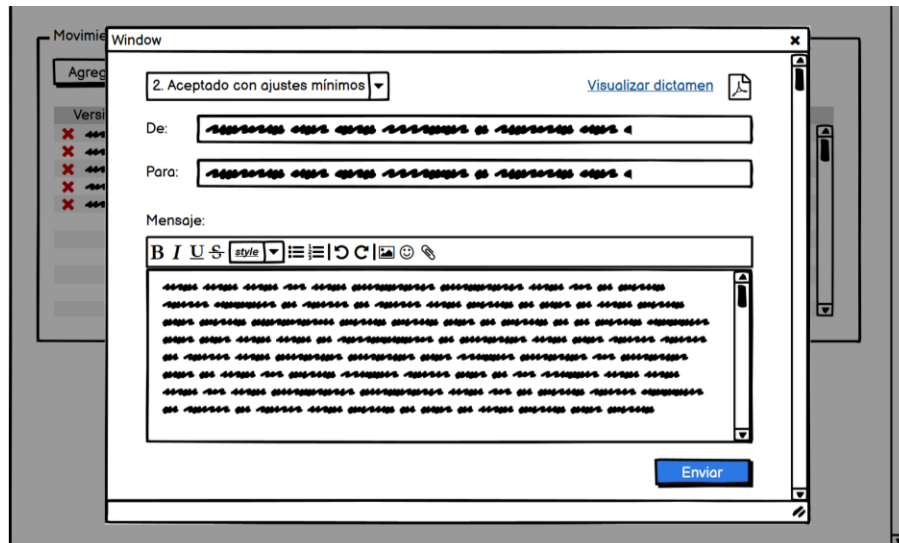 Movimie
Window
Agreg
2. Aceptado con ajustes mínimos
Visualizar dictamen
Versi
De:
Para:
Mensaje:
B I U S style
Enviar